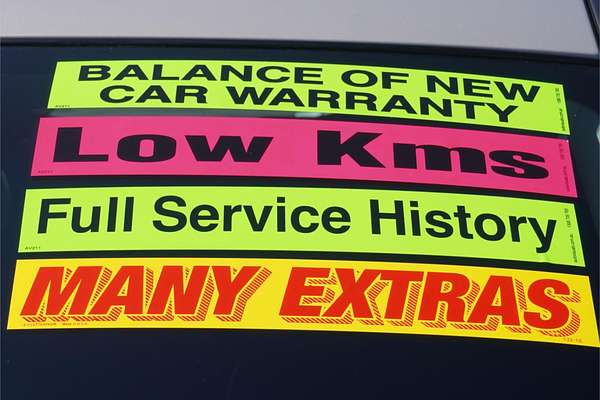 BALANCE OF NEW
CAR WARRANTY
Low Kms
Full Service History
MANY EXTRAS